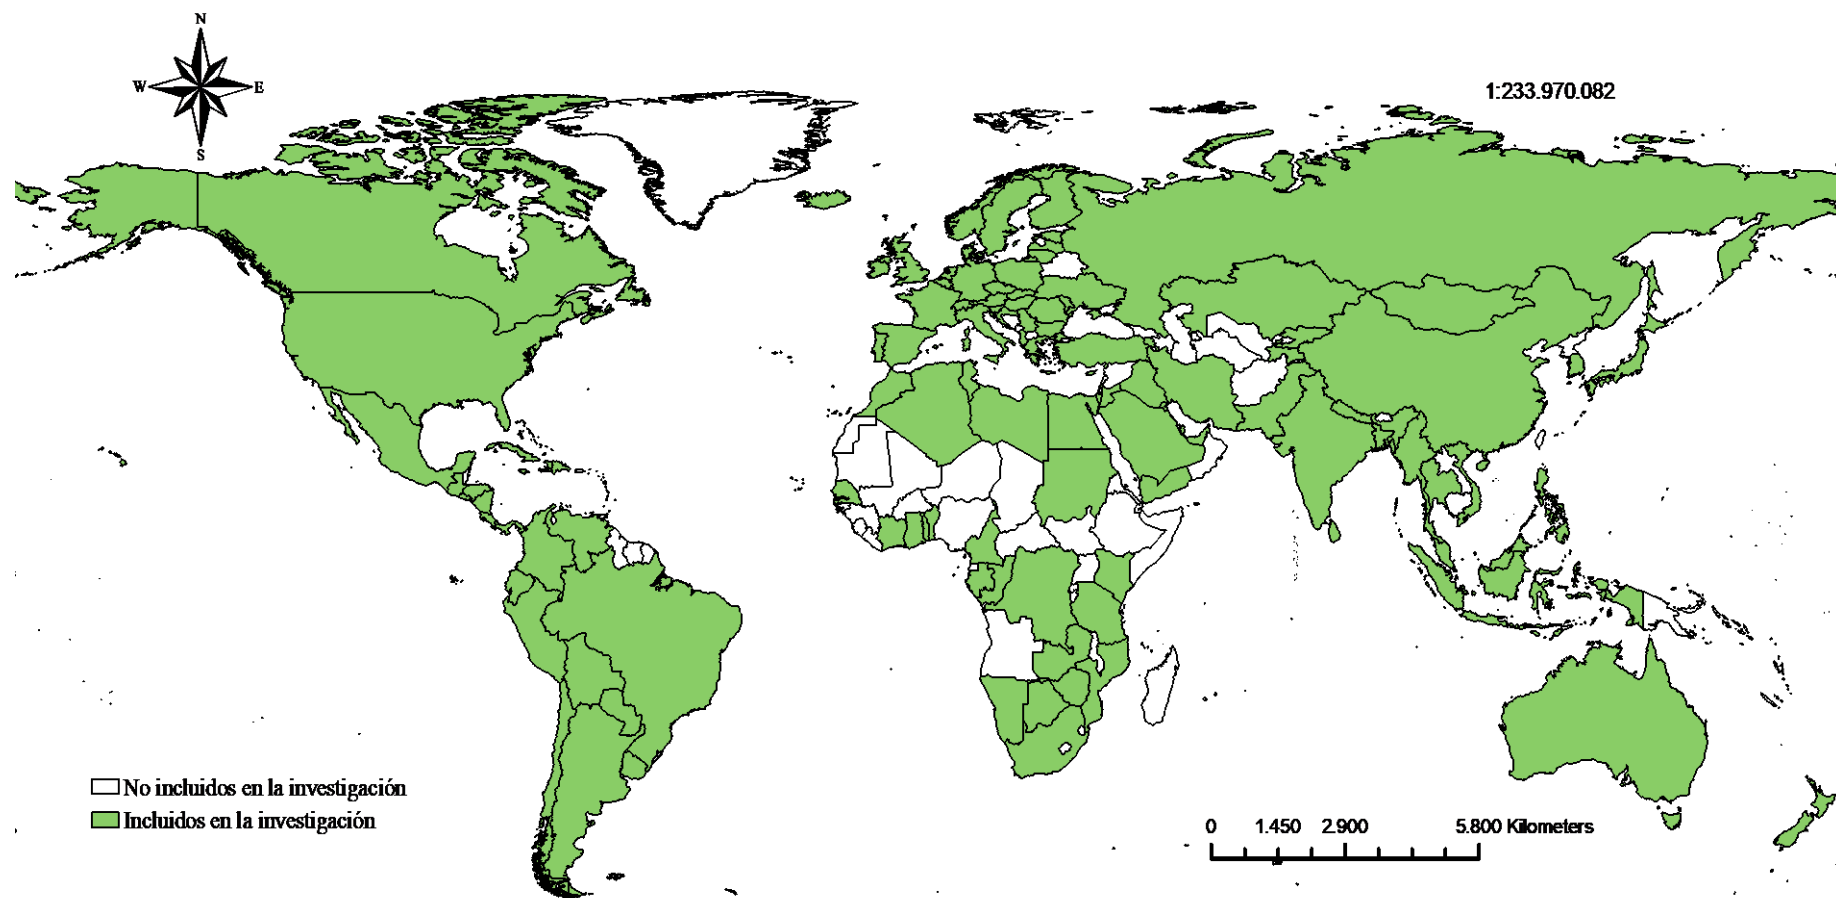 N
W E
S
1:233.970.082
No incluidos en la investigación
Incluidos en la investigación
0 1.450 2.900 5.800 Kilometers